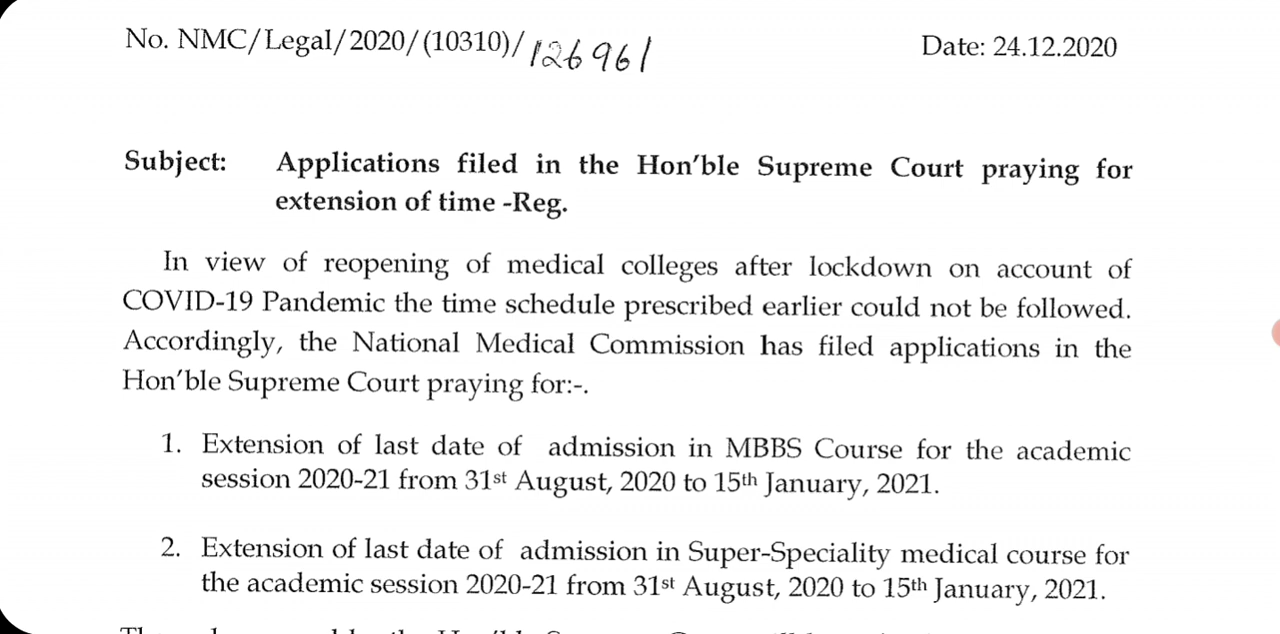 No. NMC/Legal/2020/(10310)/126961 Date: 24.12.2020
Subject: Applications filed in the Hon'ble Supreme Court praying for
extension of time -Reg.
In view of reopening of medical colleges after lockdown on account of
COVID-19 Pandemic the time schedule prescribed earlier could not be followed.
Accordingly, the National Medical Commission has filed applications in the
Hon'ble Supreme Court praying for:-.
1. Extension of last date of admission in MBBS Course for the academic
session 2020-21 from 31st August, 2020 to 15th January, 2021.
2. Extension of last date of admission in Super-Speciality medical course for
the academic session 2020-21 from 31st August, 2020 to 15th January, 2021.